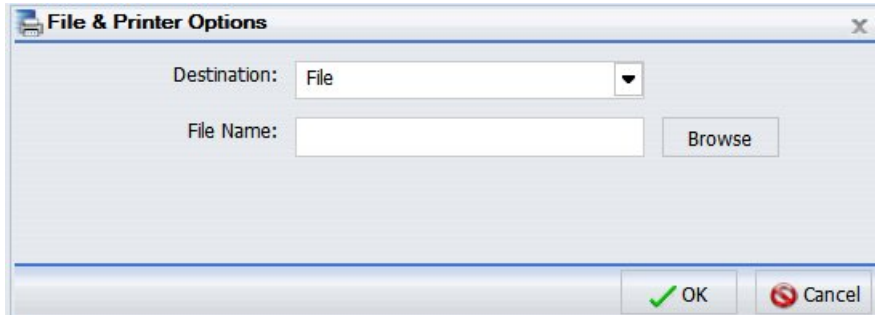 File & Printer Options
Destination: File
File Name: Browse
OK Cancel